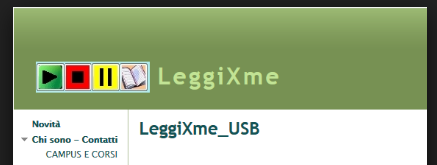 LeggiXme
Novità
Chi sono – Contatti
CAMPUS E CORSI
LeggiXme_USB